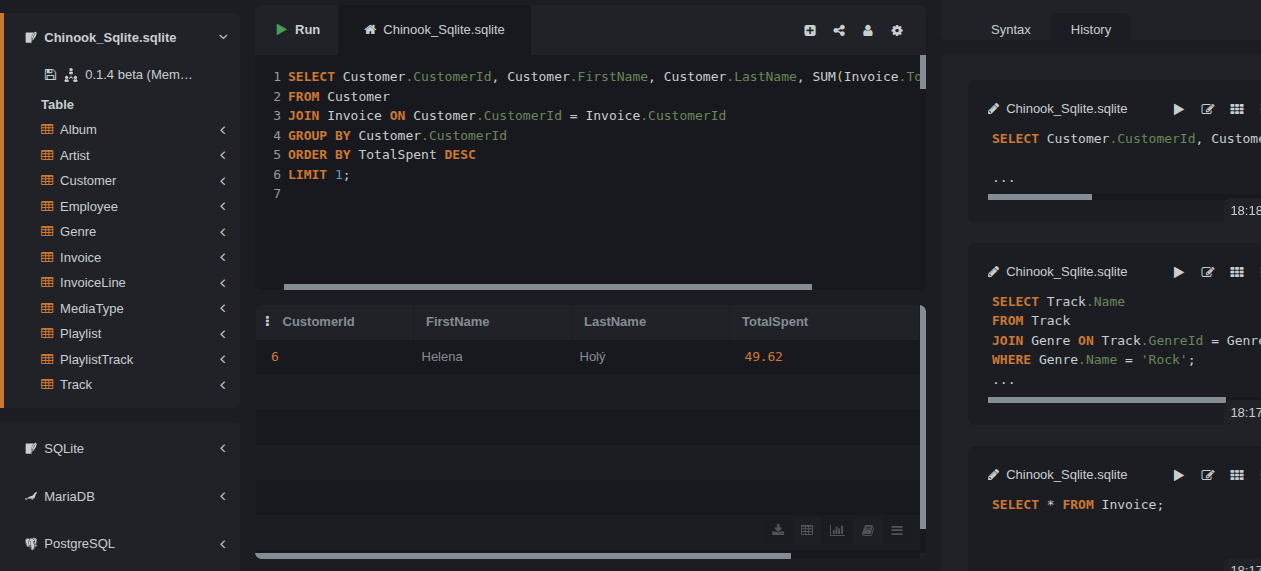 Chinook_Sqlite.sqlite
0.1.4 beta (Mem…
Table
Album
Artist
Customer
Employee
Genre
Invoice
InvoiceLine
MediaType
Playlist
PlaylistTrack
Track
SQLite
MariaDB
PostgreSQL
Run
Chinook_Sqlite.sqlite
1 SELECT Customer.CustomerId, Customer.FirstName, Customer.LastName, SUM(Invoice.To
2 FROM Customer
3 JOIN Invoice ON Customer.CustomerId = Invoice.CustomerId
4 GROUP BY Customer.CustomerId
5 ORDER BY TotalSpent DESC
6 LIMIT 1;
7
CustomerId FirstName LastName TotalSpent
6 Helena Holý 49.62
Syntax History
Chinook_Sqlite.sqlite
SELECT Customer.CustomerId, Custome
...
18:18
Chinook_Sqlite.sqlite
SELECT Track.Name
FROM Track
JOIN Genre ON Track.GenreId = Genre
WHERE Genre.Name = 'Rock';
...
18:17
Chinook_Sqlite.sqlite
SELECT * FROM Invoice;
18:17